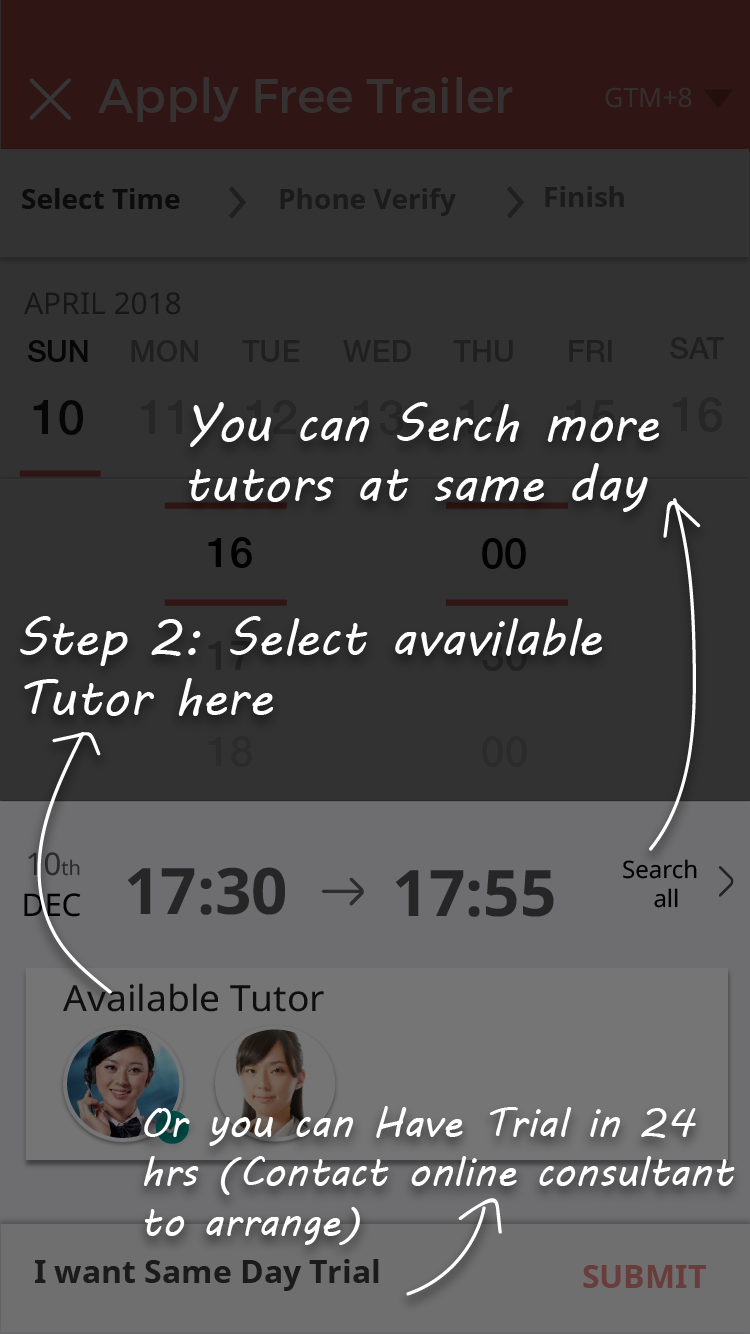 Apply Free Trailer
GTM+8
Select Time
Phone Verify
Finish
APRIL 2018
SUN MON TUE WED THU FRI SAT
10 11 12 13 14 15 16
You can Serch more
tutors at same day
16 00
Step 2: Select avavilable
Tutor here
17 30
18 00
10th
DEC
17:30 → 17:55
Search
all
Available Tutor
Or you can Have Trial in 24
hrs (Contact online consultant
to arrange)
I want Same Day Trial
SUBMIT